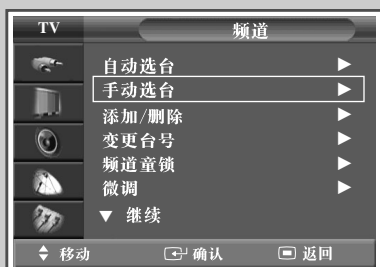 TV 频道
自动选台
手动选台
添加/删除
变更台号
频道童锁
微调
▼ 继续
移动 确认 返回